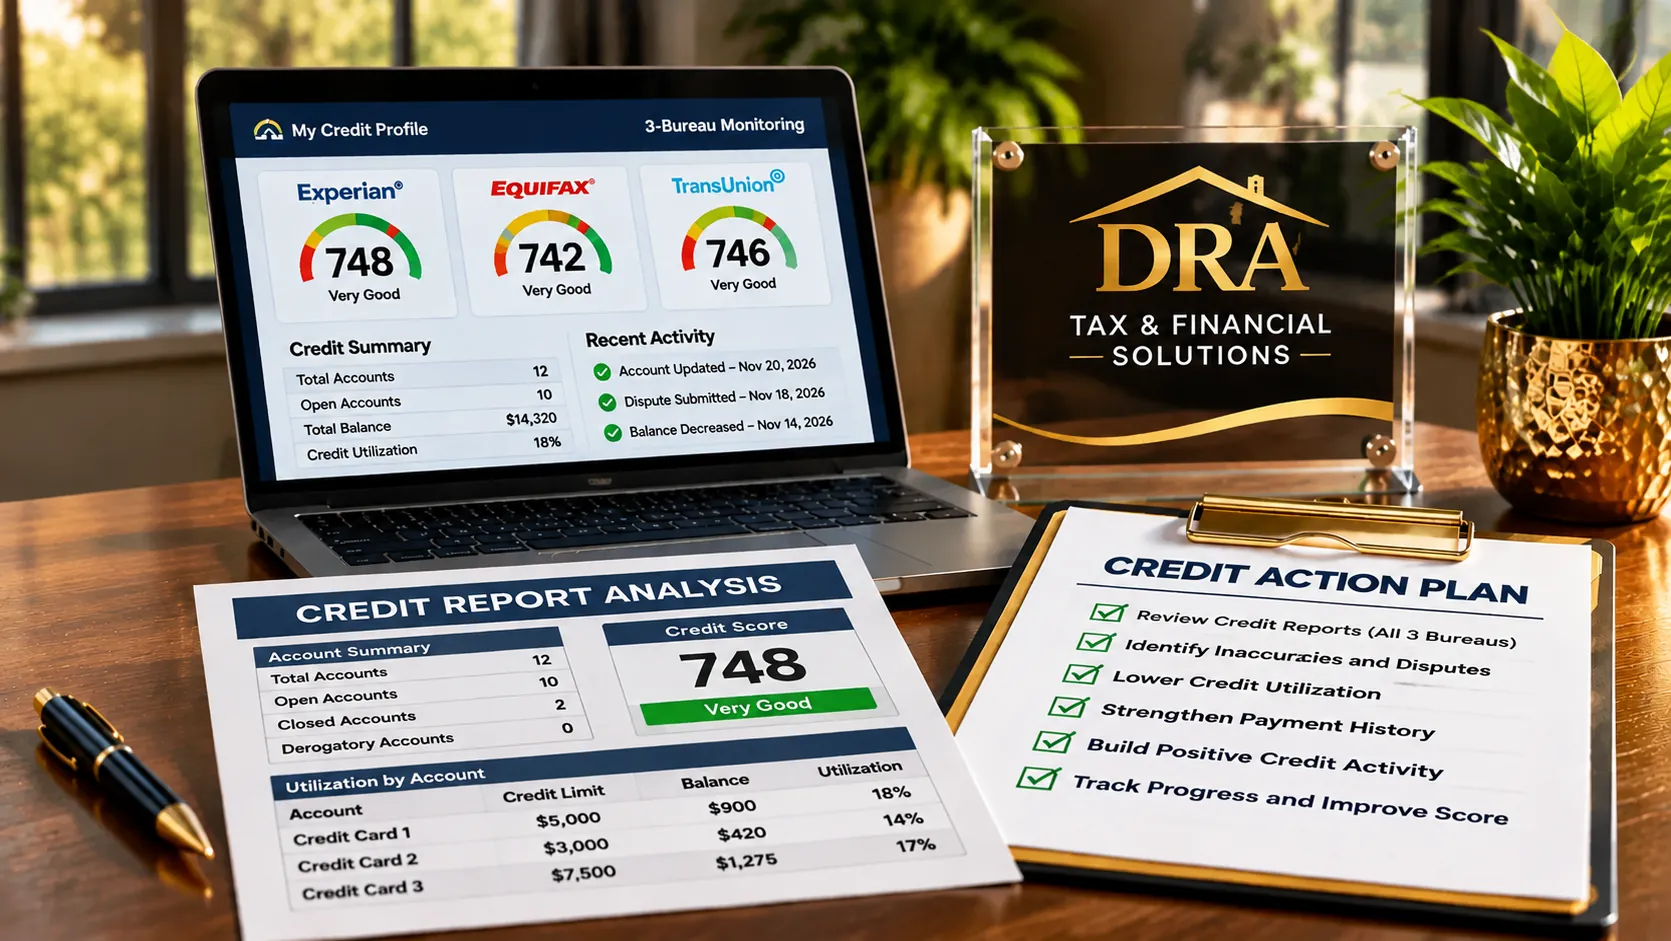 My Credit Profile
3-Bureau Monitoring
Experian
748
Very Good
EQUIFAX®
742
Very Good
TransUnion
746
Very Good
Credit Summary
Total Accounts 12
Open Accounts 10
Total Balance $14,320
Credit Utilization 18%
Recent Activity
Account Updated – Nov 20, 2026
Dispute Submitted – Nov 18, 2026
Balance Decreased – Nov 14, 2026
DRA
TAX & FINANCIAL
SOLUTIONS
CREDIT REPORT ANALYSIS
Account Summary
Total Accounts 12
Open Accounts 10
Closed Accounts 2
Derogatory Accounts 0
Credit Score
748
Very Good
Utilization by Account
Account Credit Limit Balance Utilization
Credit Card 1 $5,000 $900 18%
Credit Card 2 $3,000 $420 14%
Credit Card 3 $7,500 $1,275 17%
CREDIT ACTION PLAN
Review Credit Reports (All 3 Bureaus)
Identify Inaccuracies and Disputes
Lower Credit Utilization
Strengthen Payment History
Build Positive Credit Activity
Track Progress and Improve Score